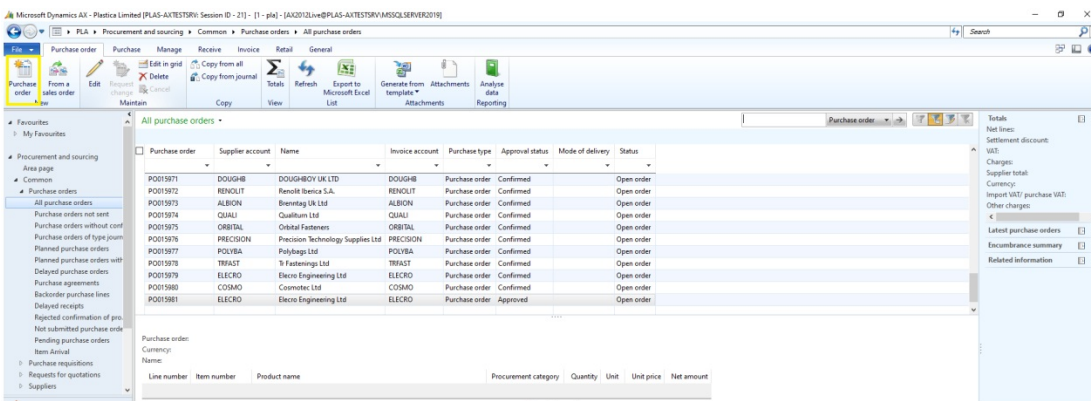 Microsoft Dynamics AX - Plastica Limited [PLAS-AXTESTSRV: Session ID - 21] - [1 - pla] - [AX2012Live@PLAS-AXTESTSRV\MSSQLSERVER2019]
PLA Procurement and sourcing Common Purchase orders All purchase orders
Search
File Purchase order Purchase Manage Receive Invoice Retail General
Purchase order
From a sales order
Edit
Request change
Edit in grid
Delete
Cancel
Copy from all
Copy from journal
Totals
Refresh
Export to Microsoft Excel
Generate from template
Attachments
Analyse data
New Maintain Copy View List Attachments Reporting
Favourites
My Favourites
Procurement and sourcing
Area page
Common
Purchase orders
All purchase orders
Purchase orders not sent
Purchase orders without conf
Purchase orders of type journ
Planned purchase orders
Planned purchase orders with
Delayed purchase orders
Purchase agreements
Backorder purchase lines
Delayed receipts
Rejected confirmation of pro.
Not submitted purchase orde
Pending purchase orders
Item Arrival
Purchase requisitions
Requests for quotations
Suppliers
All purchase orders
Purchase order...
Purchase order Supplier account Name Invoice account Purchase type Approval status Mode of delivery Status
PO015971 DOUGHB DOUGHBOY UK LTD DOUGHB Purchase order Confirmed Open order
PO015972 RENOLIT Renolit Iberica S.A. RENOLIT Purchase order Confirmed Open order
PO015973 ALBION Brenntag Uk Ltd ALBION Purchase order Confirmed Open order
PO015974 QUALI Qualiturn Ltd QUALI Purchase order Confirmed Open order
PO015975 ORBITAL Orbital Fasteners ORBITAL Purchase order Confirmed Open order
PO015976 PRECISION Precision Technology Supplies Ltd PRECISION Purchase order Confirmed Open order
PO015977 POLYBA Polybags Ltd POLYBA Purchase order Confirmed Open order
PO015978 TRFAST Tr Fastenings Ltd TRFAST Purchase order Confirmed Open order
PO015979 ELECRO Elecro Engineering Ltd ELECRO Purchase order Confirmed Open order
PO015980 COSMO Cosmotec Ltd COSMO Purchase order Confirmed Open order
PO015981 ELECRO Elecro Engineering Ltd ELECRO Purchase order Approved Open order
Purchase order:
Currency:
Name:
Line number Item number Product name Procurement category Quantity Unit Unit price Net amount
Totals
Net lines:
Settlement discount:
VAT:
Charges:
Supplier total:
Currency:
Import VAT/ purchase VAT:
Other charges:
Latest purchase orders
Encumbrance summary
Related information